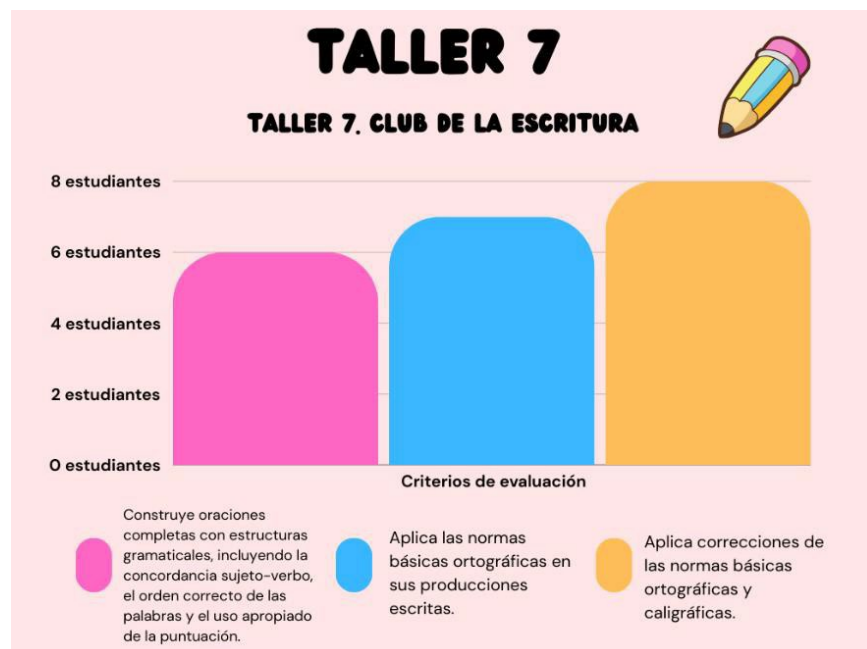 TALLER 7
TALLER 7. CLUB DE LA ESCRITURA
8 estudiantes
6 estudiantes
4 estudiantes
2 estudiantes
0 estudiantes
Criterios de evaluación
Construye oraciones
completas con estructuras
gramaticales, incluyendo la
concordancia sujeto-verbo,
el orden correcto de las
palabras y el uso apropiado
de la puntuación.
Aplica las normas
básicas ortográficas en
sus producciones
escritas.
Aplica correcciones de
las normas básicas
ortográficas y
caligráficas.